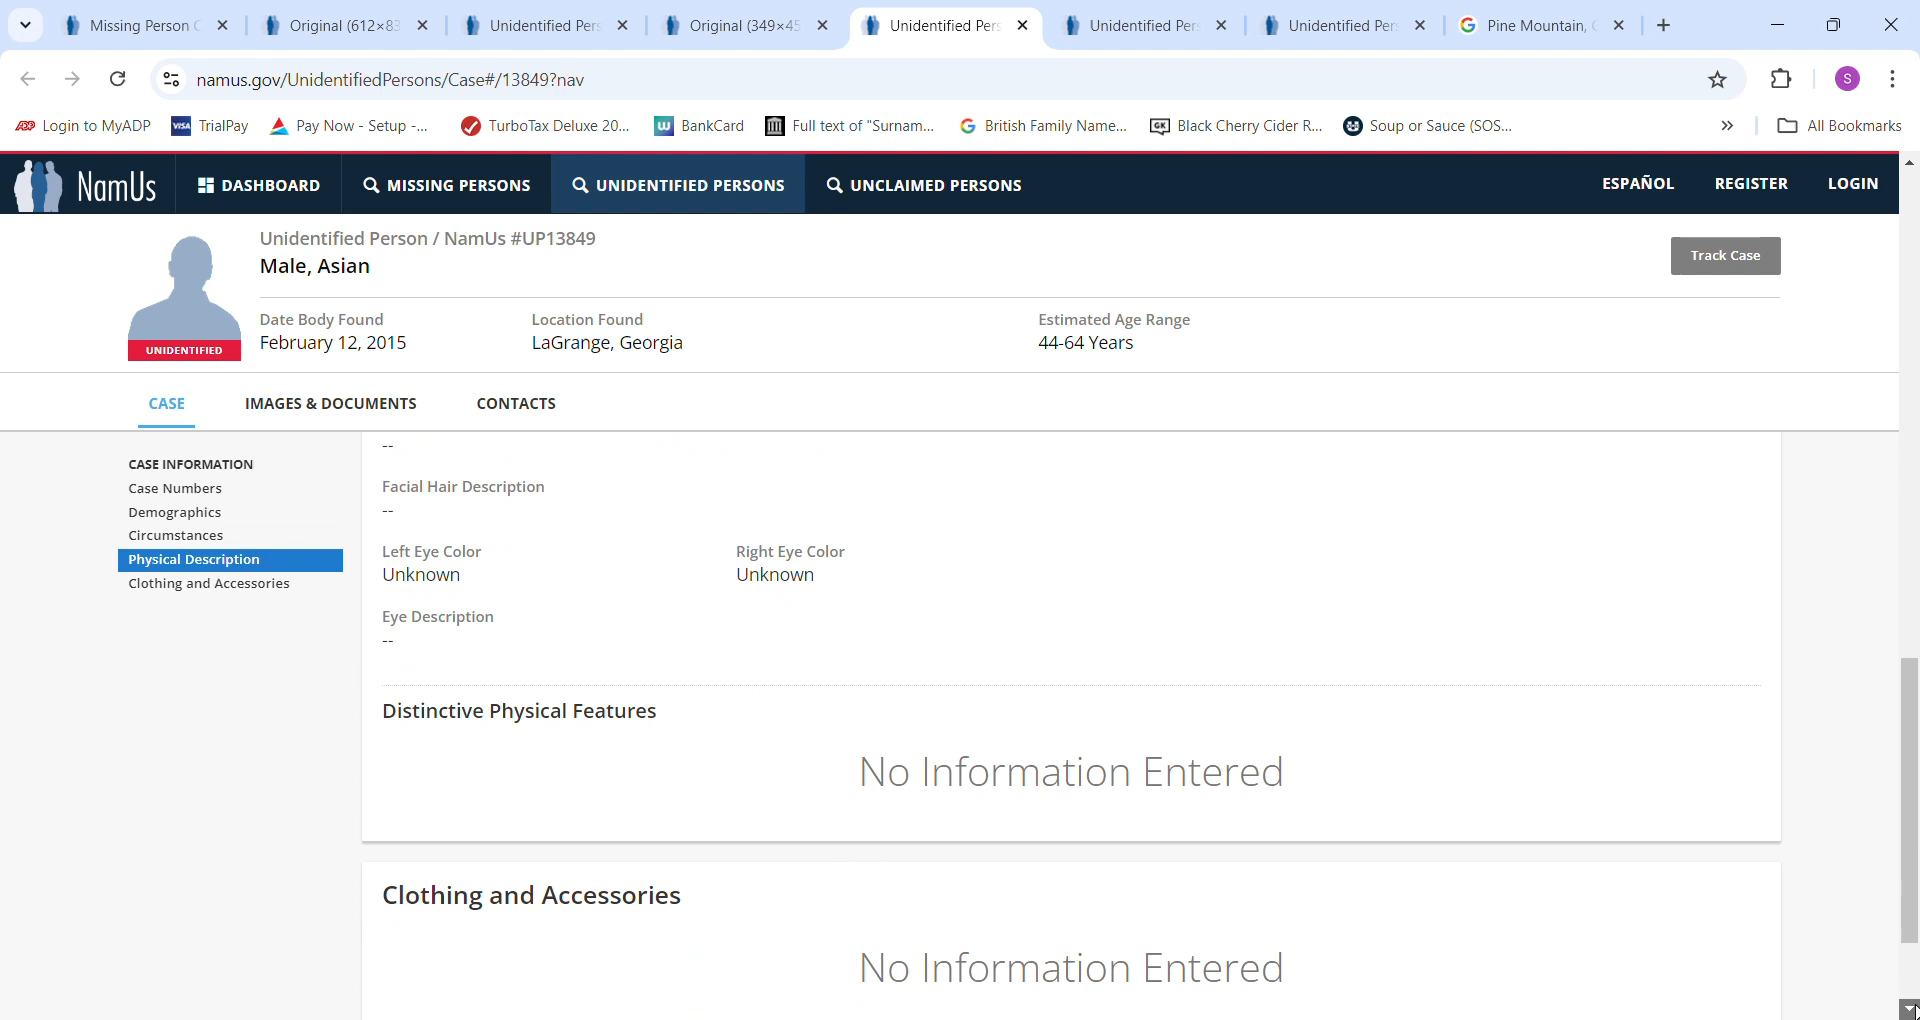 Missing Person C
Original (612×83
Unidentified Pers
Original (349×45
Unidentified Pers
Unidentified Pers
Unidentified Pers
Pine Mountain, G
namus.gov/UnidentifiedPersons/Case#/13849?nav
S
Login to MyADP
TrialPay
Pay Now - Setup -...
TurboTax Deluxe 20...
BankCard
Full text of "Surnam...
British Family Name...
Black Cherry Cider R...
Soup or Sauce (SOS...
All Bookmarks
NamUs
DASHBOARD
MISSING PERSONS
UNIDENTIFIED PERSONS
UNCLAIMED PERSONS
ESPAÑOL
REGISTER
LOGIN
Unidentified Person / NamUs #UP13849
Male, Asian
Track Case
UNIDENTIFIED
Date Body Found
February 12, 2015
Location Found
LaGrange, Georgia
Estimated Age Range
44-64 Years
CASE
IMAGES & DOCUMENTS
CONTACTS
CASE INFORMATION
Case Numbers
Demographics
Circumstances
Physical Description
Clothing and Accessories
--
Facial Hair Description
--
Left Eye Color
Unknown
Right Eye Color
Unknown
Eye Description
--
Distinctive Physical Features
No Information Entered
Clothing and Accessories
No Information Entered